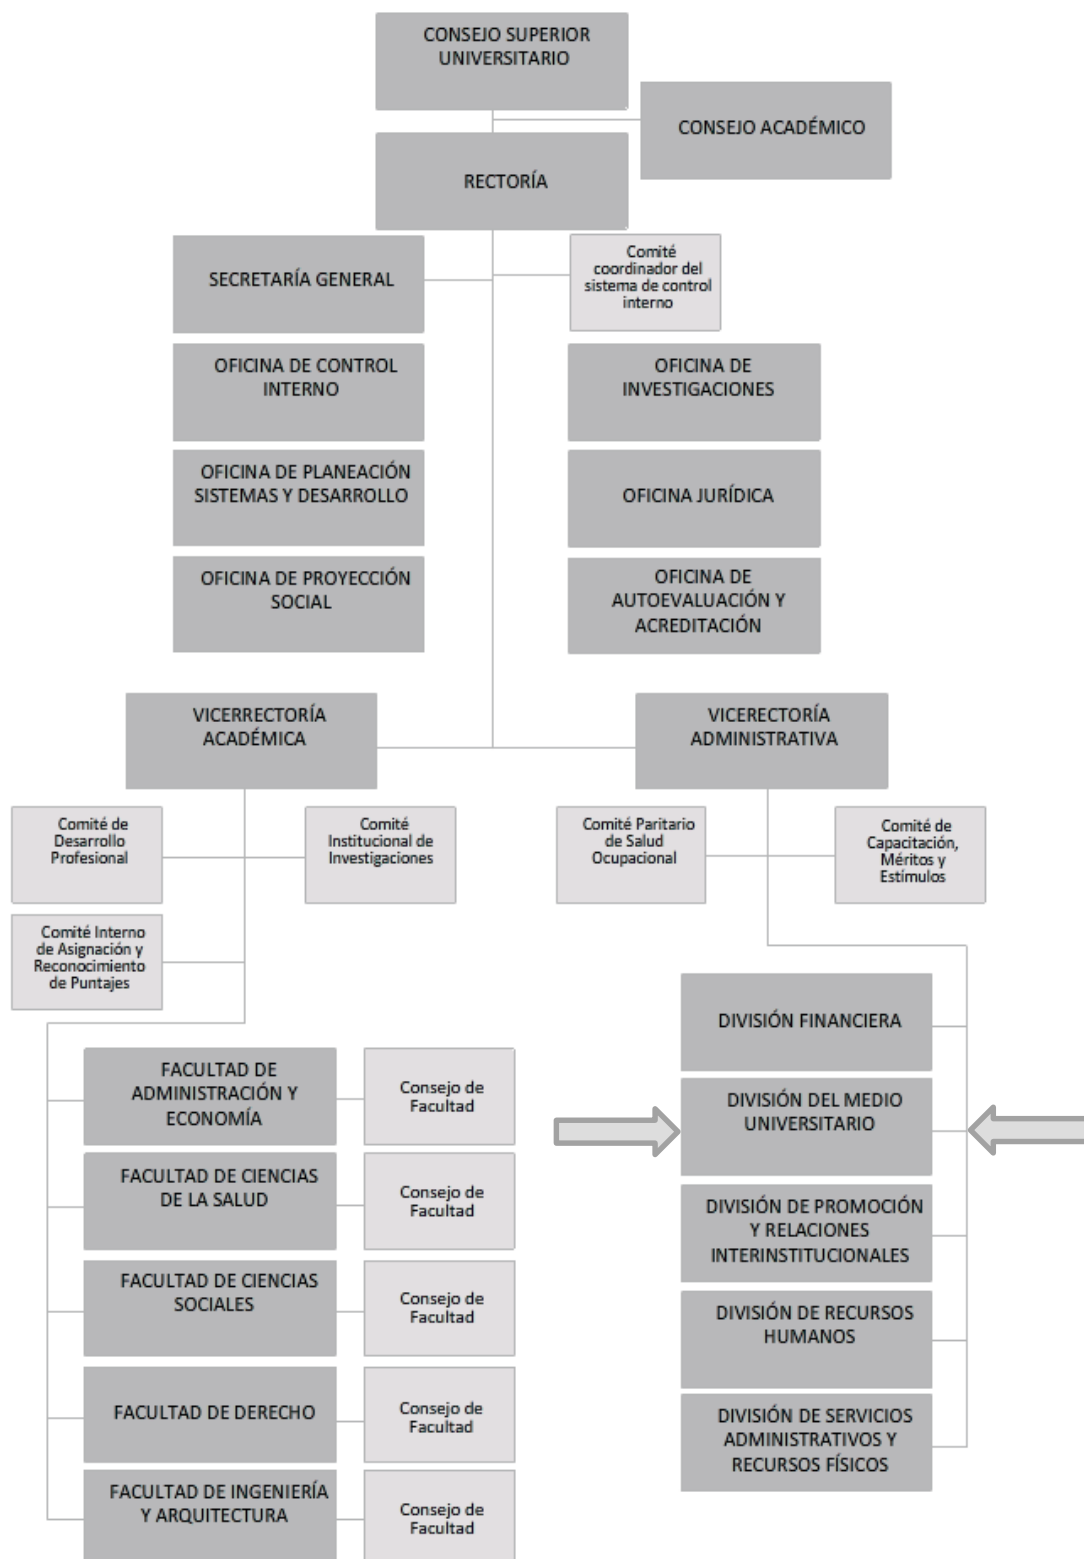 CONSEJO SUPERIOR
UNIVERSITARIO
CONSEJO ACADÉMICO
RECTORÍA
SECRETARÍA GENERAL
Comité
coordinador del
sistema de control
interno
OFICINA DE CONTROL
INTERNO
OFICINA DE
INVESTIGACIONES
OFICINA DE PLANEACIÓN
SISTEMAS Y DESARROLLO
OFICINA JURÍDICA
OFICINA DE PROYECCIÓN
SOCIAL
OFICINA DE
AUTOEVALUACIÓN Y
ACREDITACIÓN
VICERRECTORÍA
ACADÉMICA
VICERECTORÍA
ADMINISTRATIVA
Comité de
Desarrollo
Profesional
Comité
Institucional de
Investigaciones
Comité Paritario
de Salud
Ocupacional
Comité de
Capacitación,
Méritos y
Estímulos
Comité Interno
de Asignación y
Reconocimiento
de Puntajes
FACULTAD DE
ADMINISTRACIÓN Y
ECONOMÍA
Consejo de
Facultad
FACULTAD DE CIENCIAS
DE LA SALUD
Consejo de
Facultad
FACULTAD DE CIENCIAS
SOCIALES
Consejo de
Facultad
FACULTAD DE DERECHO
Consejo de
Facultad
FACULTAD DE INGENIERÍA
Y ARQUITECTURA
Consejo de
Facultad
DIVISIÓN FINANCIERA
DIVISIÓN DEL MEDIO
UNIVERSITARIO
DIVISIÓN DE PROMOCIÓN
Y RELACIONES
INTERINSTITUCIONALES
DIVISIÓN DE RECURSOS
HUMANOS
DIVISIÓN DE SERVICIOS
ADMINISTRATIVOS Y
RECURSOS FÍSICOS